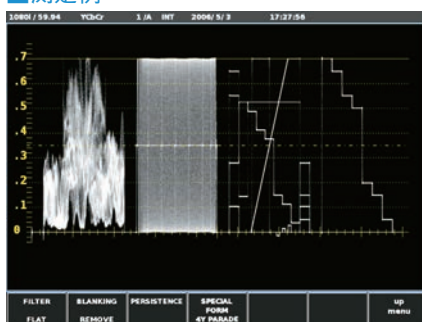 ■測定例
1080I / 59.94 YCbCr 1 /A INT 2006/ 5/ 3 17:27:56
.7
.6
.5
.4
.3
.2
.1
0
FILTER BLANKING PERSISTENCE SPECIAL FORM up menu
FLAT REMOVE 4Y PARADE